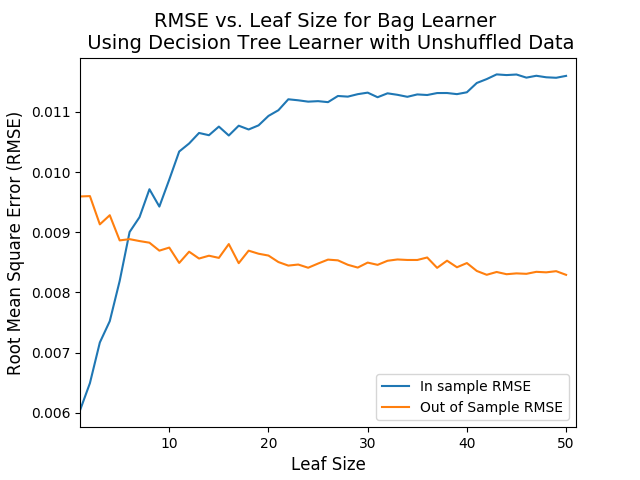 RMSE vs. Leaf Size for Bag Learner
Using Decision Tree Learner with Unshuffled Data
Root Mean Square Error (RMSE)
0.011
0.010
0.009
0.008
0.007
0.006
In sample RMSE
Out of Sample RMSE
10 20 30 40 50
Leaf Size